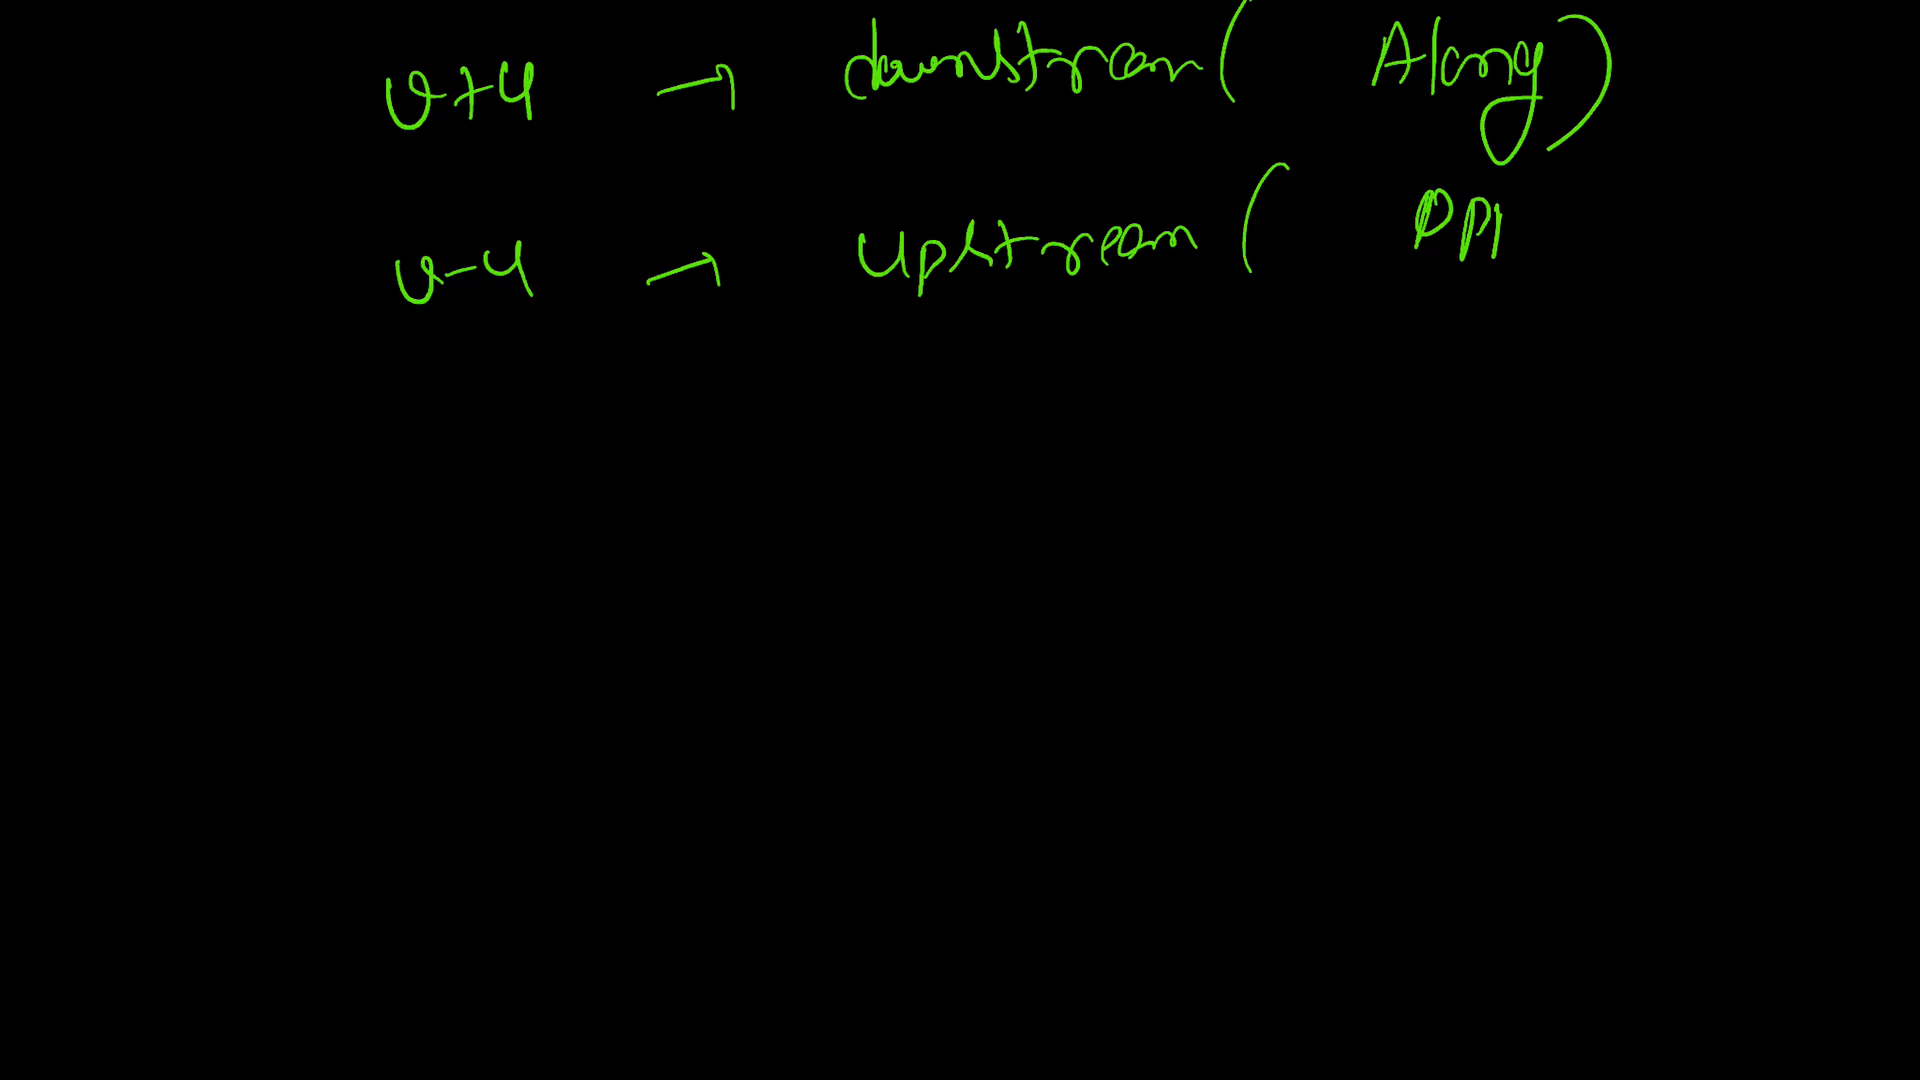 v+u → downstream ( Along )
v-u → upstream ( opp